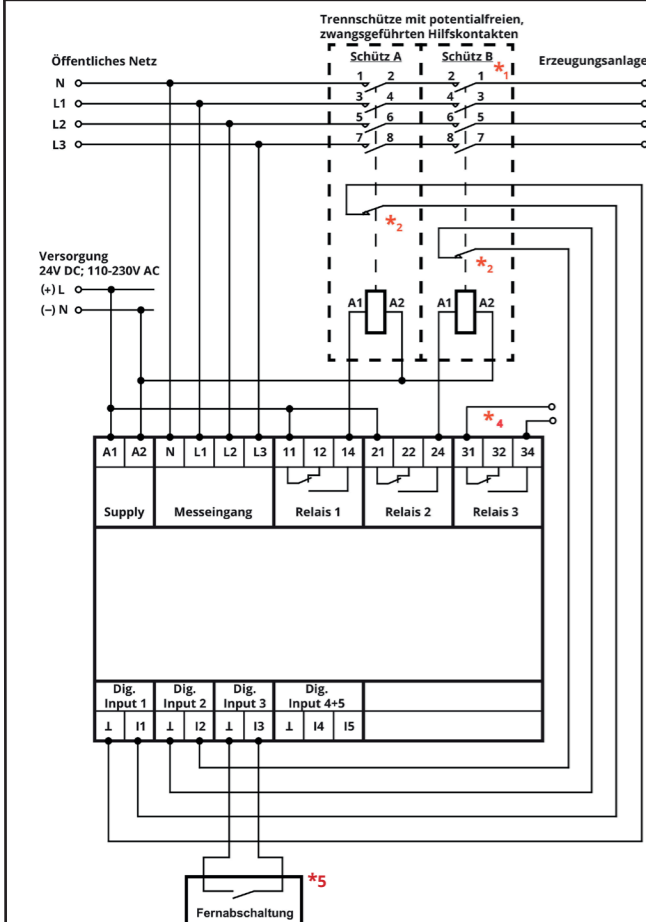 Trennschütze mit potentialfreien,
zwangsgeführten Hilfskontakten
Öffentliches Netz
Schütz A
Schütz B
*1
Erzeugungsanlage
N
1 2
2 1
L1
3 4
4 3
L2
5 6
6 5
L3
7 8
8 7
*2
*2
Versorgung
24V DC; 110-230V AC
(+) L
(−) N
A1 A2
A1 A2
*4
A1 A2 N L1 L2 L3 11 12 14 21 22 24 31 32 34
Supply Messeingang Relais 1 Relais 2 Relais 3
Dig. Dig. Dig. Dig.
Input 1 Input 2 Input 3 Input 4+5
⊥ I1 ⊥ I2 ⊥ I3 ⊥ I4 I5
*5
Fernabschaltung